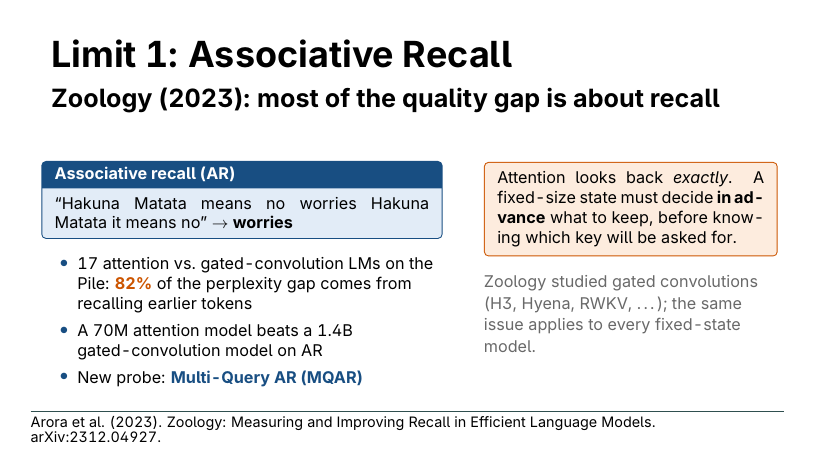 Limit 1: Associative Recall
Zoology (2023): most of the quality gap is about recall
Associative recall (AR)
“Hakuna Matata means no worries Hakuna
Matata it means no” → worries
• 17 attention vs. gated-convolution LMs on the
Pile: 82% of the perplexity gap comes from
recalling earlier tokens
• A 70M attention model beats a 1.4B
gated-convolution model on AR
• New probe: Multi-Query AR (MQAR)
Attention looks back exactly. A
fixed-size state must decide in ad-
vance what to keep, before know-
ing which key will be asked for.
Zoology studied gated convolutions
(H3, Hyena, RWKV, ...); the same
issue applies to every fixed-state
model.
Arora et al. (2023). Zoology: Measuring and Improving Recall in Efficient Language Models.
arXiv:2312.04927.